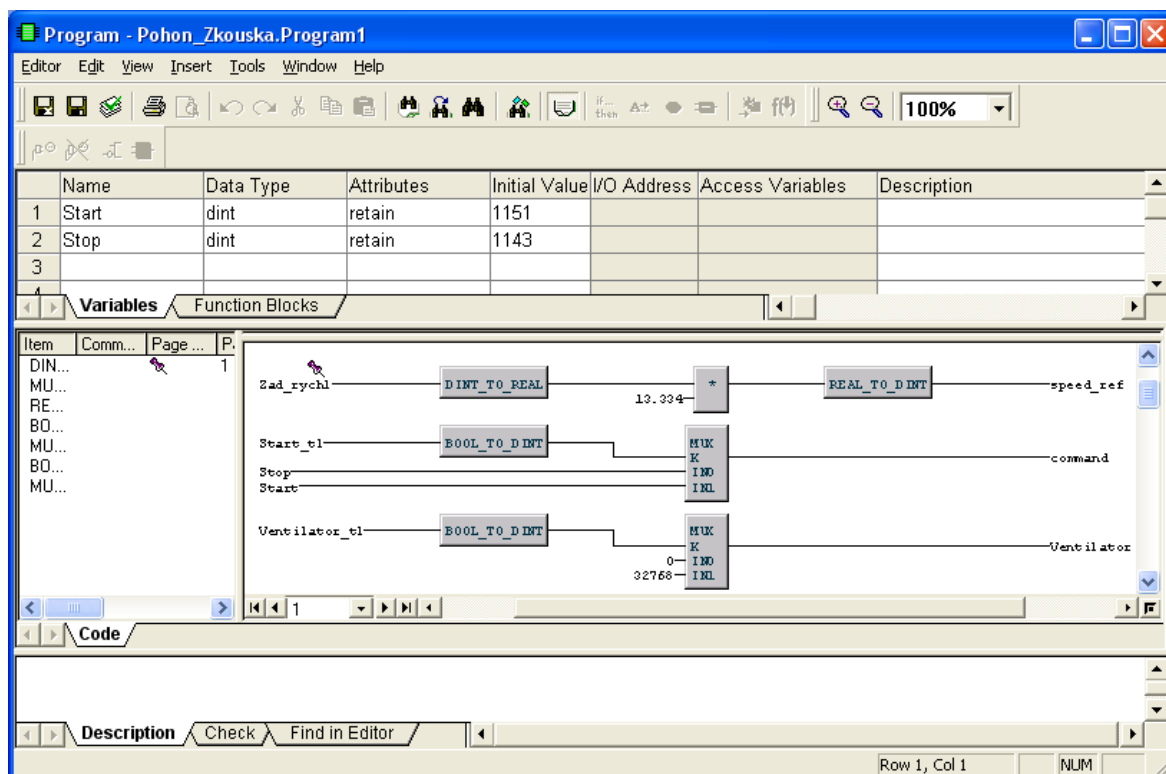 Program - Pohon_Zkouska.Program1
Editor Edit View Insert Tools Window Help
if... then A± f(*) 100%
Name Data Type Attributes Initial Value I/O Address Access Variables Description
1 Start dint retain 1151
2 Stop dint retain 1143
3
4
Variables Function Blocks
Item Comm... Page ... P.
DIN... 1
MU...
RE...
BO...
MU...
BO...
MU...
Zad_rychl DINT_TO_REAL * REAL_TO_DINT speed_ref
13.334
Start_tl BOOL_TO_DINT MUX
K command
Stop IN0
Start IN1
Ventilator_tl BOOL_TO_DINT MUX
K Ventilator
0 IN0
32768 IN1
1
Code
Description Check Find in Editor
Row 1, Col 1 NUM